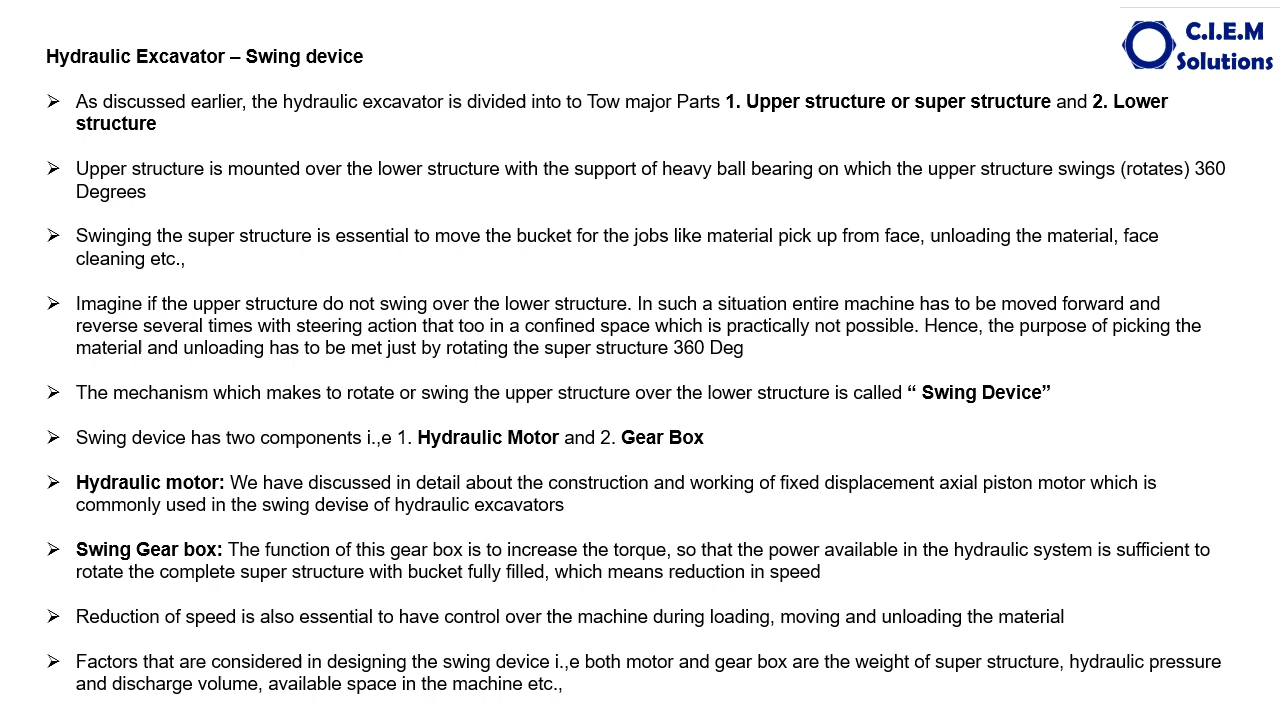 C.I.E.M
Solutions
Hydraulic Excavator – Swing device
➢ As discussed earlier, the hydraulic excavator is divided into to Tow major Parts 1. Upper structure or super structure and 2. Lower
structure
➢ Upper structure is mounted over the lower structure with the support of heavy ball bearing on which the upper structure swings (rotates) 360
Degrees
➢ Swinging the super structure is essential to move the bucket for the jobs like material pick up from face, unloading the material, face
cleaning etc.,
➢ Imagine if the upper structure do not swing over the lower structure. In such a situation entire machine has to be moved forward and
reverse several times with steering action that too in a confined space which is practically not possible. Hence, the purpose of picking the
material and unloading has to be met just by rotating the super structure 360 Deg
➢ The mechanism which makes to rotate or swing the upper structure over the lower structure is called “ Swing Device”
➢ Swing device has two components i.,e 1. Hydraulic Motor and 2. Gear Box
➢ Hydraulic motor: We have discussed in detail about the construction and working of fixed displacement axial piston motor which is
commonly used in the swing devise of hydraulic excavators
➢ Swing Gear box: The function of this gear box is to increase the torque, so that the power available in the hydraulic system is sufficient to
rotate the complete super structure with bucket fully filled, which means reduction in speed
➢ Reduction of speed is also essential to have control over the machine during loading, moving and unloading the material
➢ Factors that are considered in designing the swing device i.,e both motor and gear box are the weight of super structure, hydraulic pressure
and discharge volume, available space in the machine etc.,